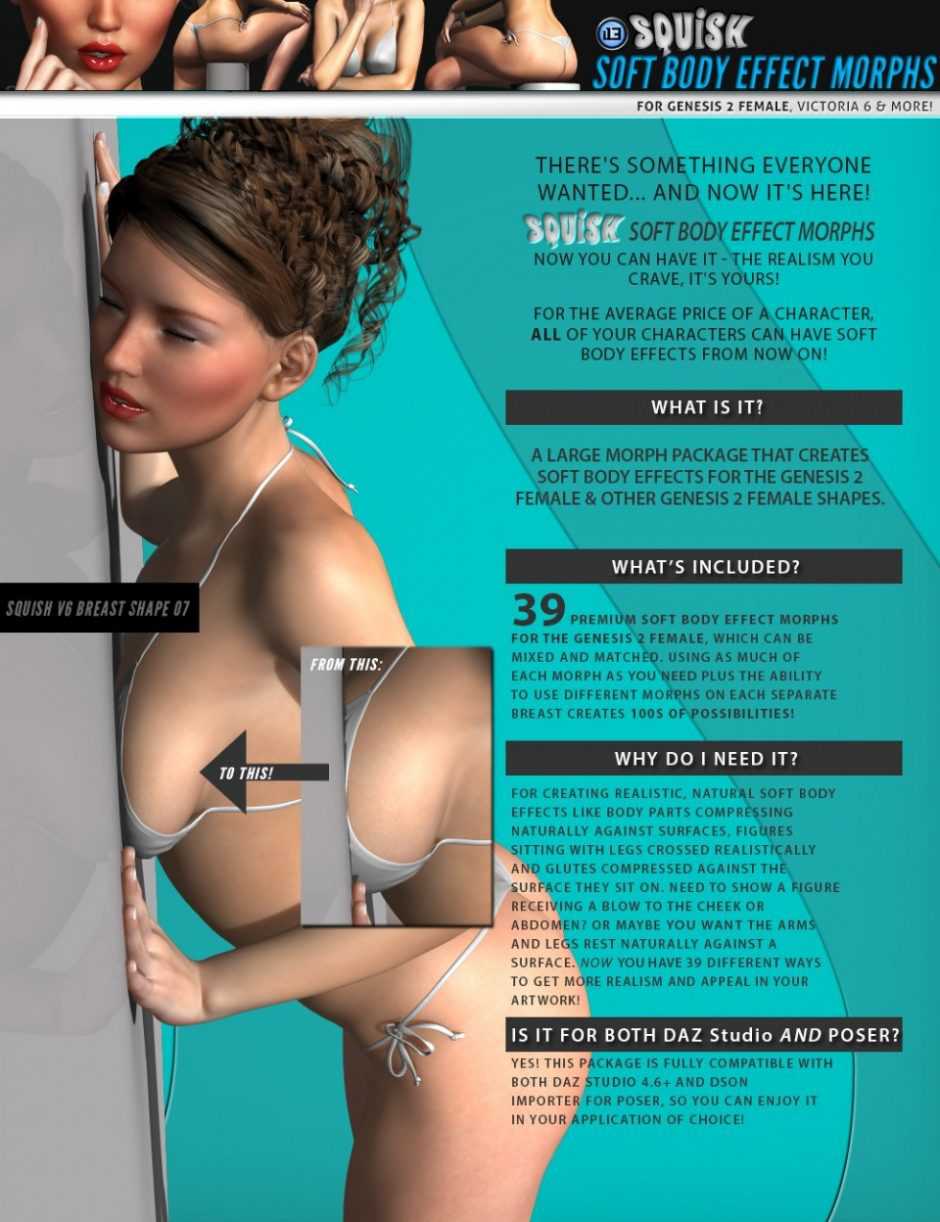 i13 SQUISH
SOFT BODY EFFECT MORPHS
FOR GENESIS 2 FEMALE, VICTORIA 6 & MORE!
THERE'S SOMETHING EVERYONE
WANTED... AND NOW IT'S HERE!
SQUISH SOFT BODY EFFECT MORPHS
NOW YOU CAN HAVE IT - THE REALISM YOU
CRAVE, IT'S YOURS!
FOR THE AVERAGE PRICE OF A CHARACTER,
ALL OF YOUR CHARACTERS CAN HAVE SOFT
BODY EFFECTS FROM NOW ON!
WHAT IS IT?
A LARGE MORPH PACKAGE THAT CREATES
SOFT BODY EFFECTS FOR THE GENESIS 2
FEMALE & OTHER GENESIS 2 FEMALE SHAPES.
WHAT'S INCLUDED?
39 PREMIUM SOFT BODY EFFECT MORPHS
FOR THE GENESIS 2 FEMALE, WHICH CAN BE
MIXED AND MATCHED. USING AS MUCH OF
EACH MORPH AS YOU NEED PLUS THE ABILITY
TO USE DIFFERENT MORPHS ON EACH SEPARATE
BREAST CREATES 100S OF POSSIBILITIES!
WHY DO I NEED IT?
FOR CREATING REALISTIC, NATURAL SOFT BODY
EFFECTS LIKE BODY PARTS COMPRESSING
NATURALLY AGAINST SURFACES, FIGURES
SITTING WITH LEGS CROSSED REALISTICALLY
AND GLUTES COMPRESSED AGAINST THE
SURFACE THEY SIT ON. NEED TO SHOW A FIGURE
RECEIVING A BLOW TO THE CHEEK OR
ABDOMEN? OR MAYBE YOU WANT THE ARMS
AND LEGS REST NATURALLY AGAINST A
SURFACE. NOW YOU HAVE 39 DIFFERENT WAYS
TO GET MORE REALISM AND APPEAL IN YOUR
ARTWORK!
IS IT FOR BOTH DAZ Studio AND POSER?
YES! THIS PACKAGE IS FULLY COMPATIBLE WITH
BOTH DAZ STUDIO 4.6+ AND DSON
IMPORTER FOR POSER, SO YOU CAN ENJOY IT
IN YOUR APPLICATION OF CHOICE!
SQUISH V6 BREAST SHAPE 07
FROM THIS:
TO THIS!